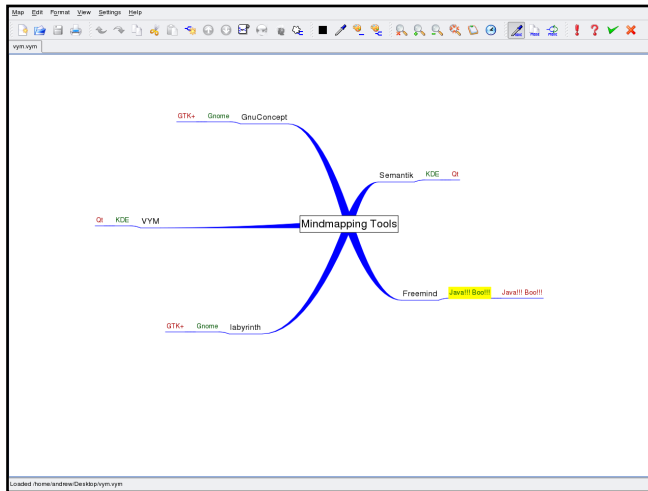 Map Edit Format View Settings Help
vym.vym
GTK+ Gnome GnuConcept
Semantik KDE Qt
Qt KDE VYM
Mindmapping Tools
Freemind Java!!! Boo!!! Java!!! Boo!!!
GTK+ Gnome labyrinth
Loaded /home/andrew/Desktop/vym.vym